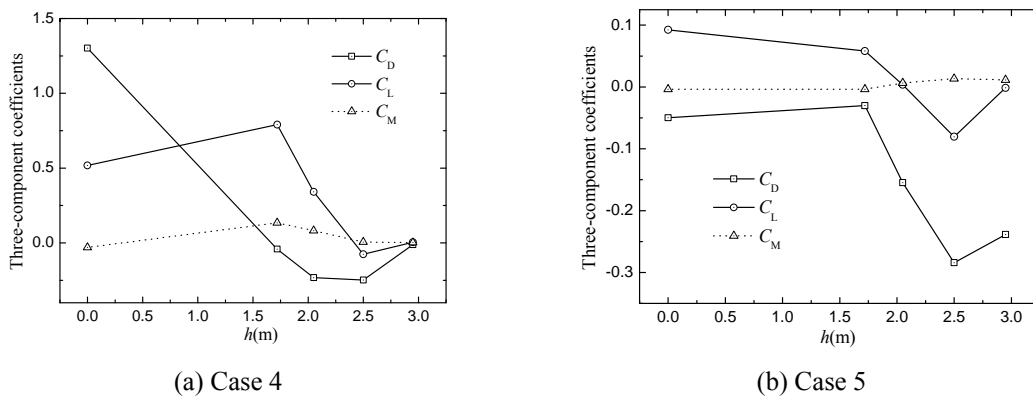 Three-component coefficients
1.5
1.0
0.5
0.0
C_D
C_L
C_M
0.0 0.5 1.0 1.5 2.0 2.5 3.0
h(m)
(a) Case 4
Three-component coefficients
0.1
0.0
-0.1
-0.2
-0.3
C_D
C_L
C_M
0.0 0.5 1.0 1.5 2.0 2.5 3.0
h(m)
(b) Case 5